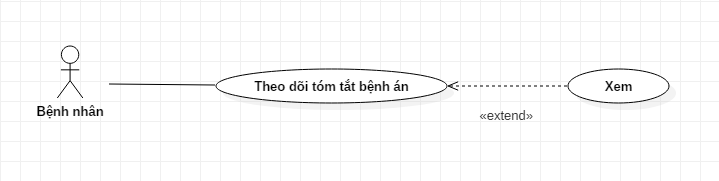 Theo dõi tóm tắt bệnh án
Xem
Bệnh nhân
«extend»